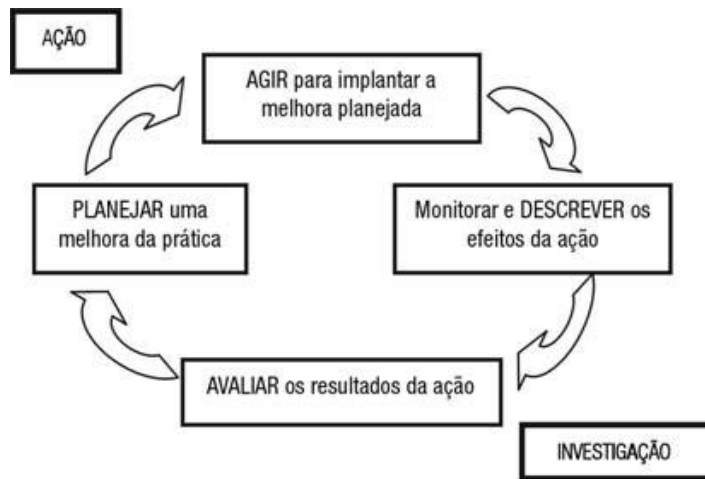 AÇÃO
AGIR para implantar a
melhora planejada
PLANEJAR uma
melhora da prática
Monitorar e DESCREVER os
efeitos da ação
AVALIAR os resultados da ação
INVESTIGAÇÃO